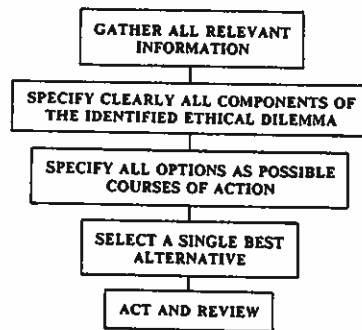 GATHER ALL RELEVANT
INFORMATION
SPECIFY CLEARLY ALL COMPONENTS OF
THE IDENTIFIED ETHICAL DILEMMA
SPECIFY ALL OPTIONS AS POSSIBLE
COURSES OF ACTION
SELECT A SINGLE BEST
ALTERNATIVE
ACT AND REVIEW